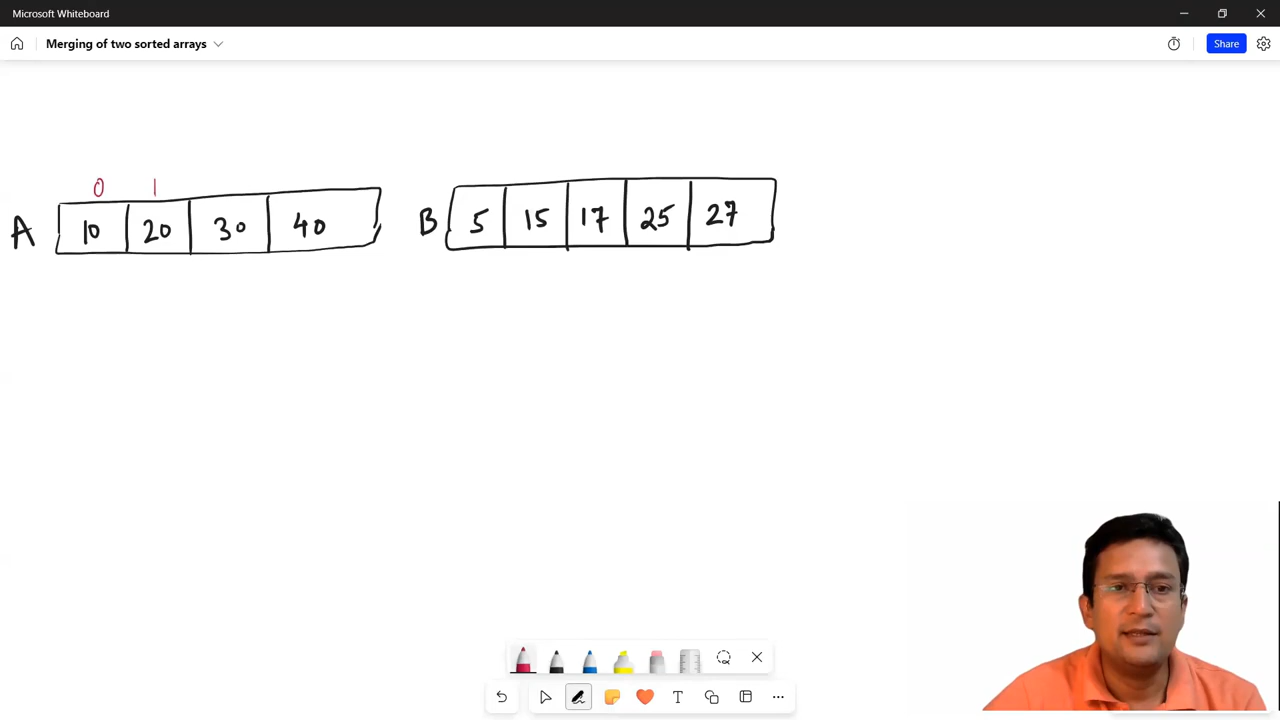 Microsoft Whiteboard
Merging of two sorted arrays
Share
0 1
A 10 20 30 40
B 5 15 17 25 27